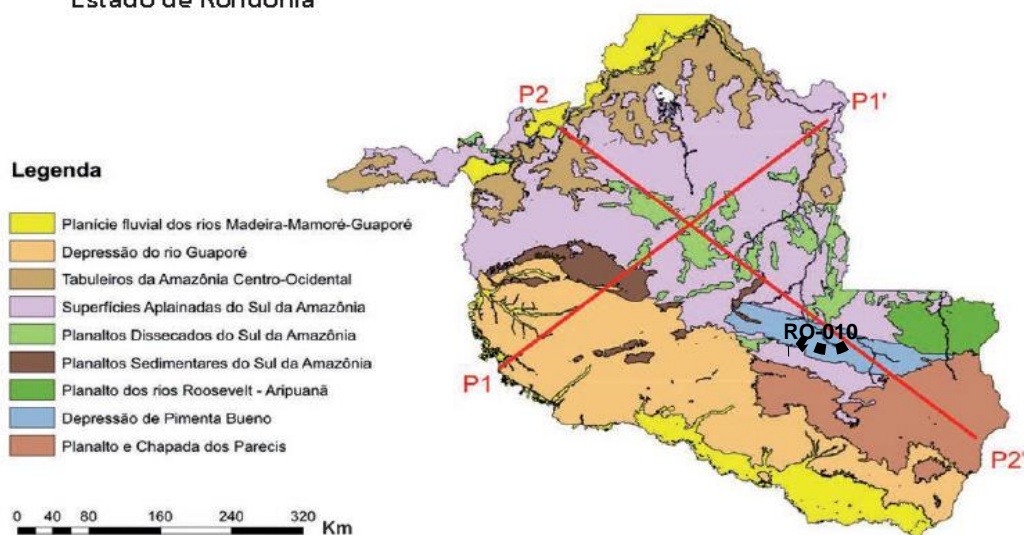 Estado de Rondônia
P2
P1'
Legenda
Planície fluvial dos rios Madeira-Mamoré-Guaporé
Depressão do rio Guaporé
Tabuleiros da Amazônia Centro-Ocidental
Superfícies Aplainadas do Sul da Amazônia
Planaltos Dissecados do Sul da Amazônia
Planaltos Sedimentares do Sul da Amazônia
Planalto dos rios Roosevelt - Aripuanã
Depressão de Pimenta Bueno
Planalto e Chapada dos Parecis
RO-010
P1
P2'
0 40 80 160 240 320 Km